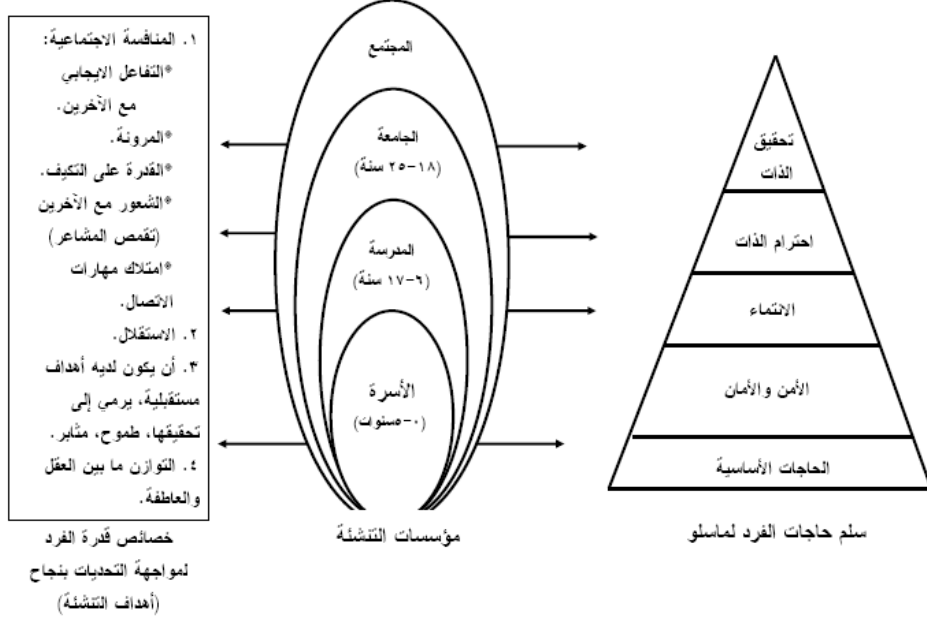 تحقيق
الذات
احترام الذات
الانتماء
الأمن والأمان
الحاجات الأساسية
سلم حاجات الفرد لماسلو
المجتمع
الجامعة
(١٨-٢٥ سنة)
المدرسة
(٦-١٧ سنة)
الأسرة
(٠-٥سنوات)
مؤسسات التنشئة
١. المنافسة الاجتماعية:
*التفاعل الايجابي
مع الآخرين.
*المرونة.
*القدرة على التكيف.
*الشعور مع الآخرين
(تقمص المشاعر)
*امتلاك مهارات
الاتصال.
٢. الاستقلال.
٣. أن يكون لديه أهداف
مستقبلية، يرمي إلى
تحقيقها، طموح، مثابر.
٤. التوازن ما بين العقل
والعاطفة.
خصائص قدرة الفرد
لمواجهة التحديات بنجاح
(أهداف التنشئة)